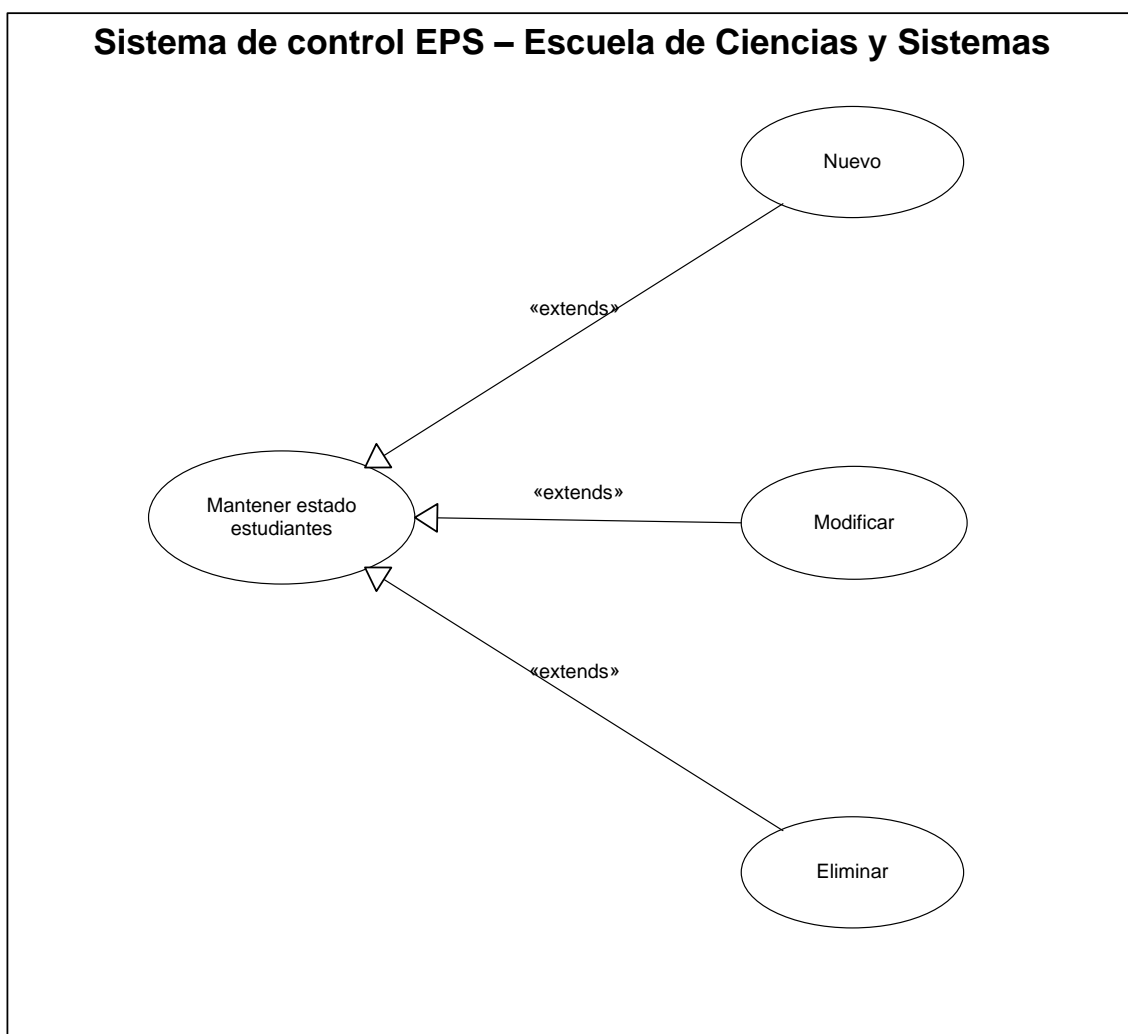 Sistema de control EPS – Escuela de Ciencias y Sistemas
Nuevo
«extends»
Mantener estado
estudiantes
«extends»
Modificar
«extends»
Eliminar